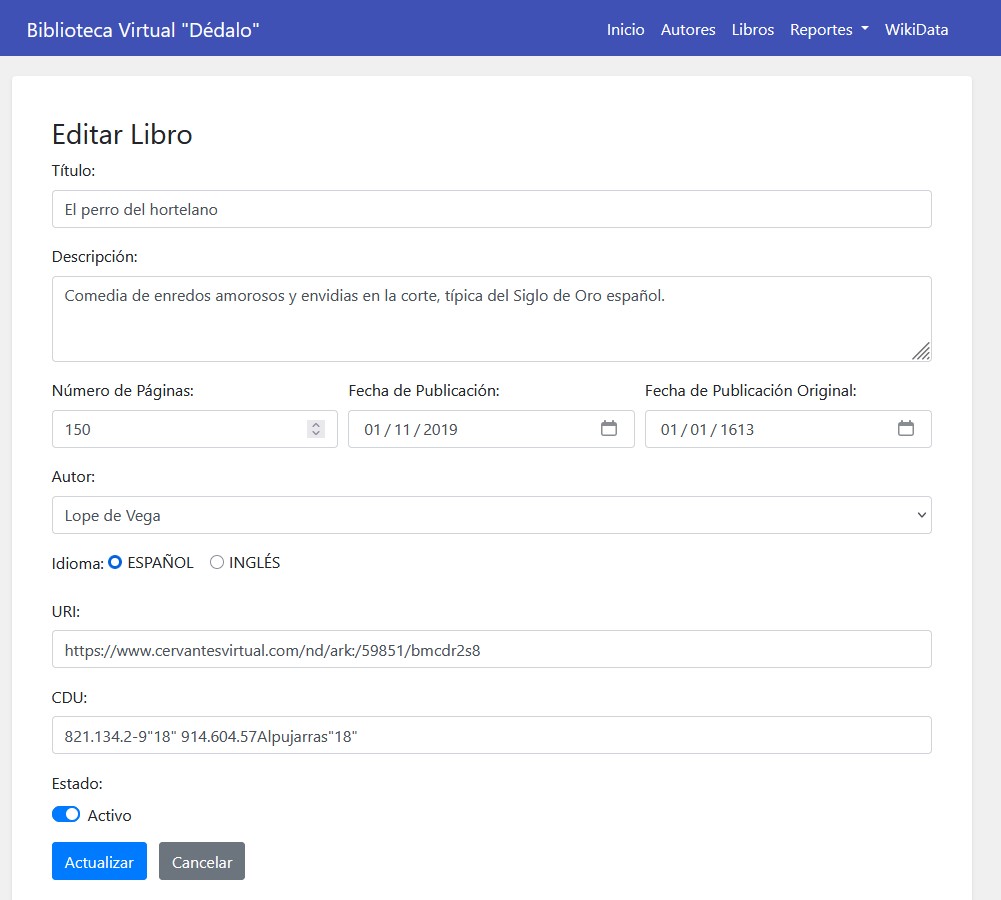 Biblioteca Virtual "Dédalo"
Inicio Autores Libros Reportes WikiData
Editar Libro
Título:
El perro del hortelano
Descripción:
Comedia de enredos amorosos y envidias en la corte, típica del Siglo de Oro español.
Número de Páginas: Fecha de Publicación: Fecha de Publicación Original:
150 01/11/2019 01/01/1613
Autor:
Lope de Vega
Idioma: ESPAÑOL INGLÉS
URI:
https://www.cervantesvirtual.com/nd/ark:/59851/bmcdr2s8
CDU:
821.134.2-9"18" 914.604.57Alpujarras"18"
Estado:
Activo
Actualizar Cancelar